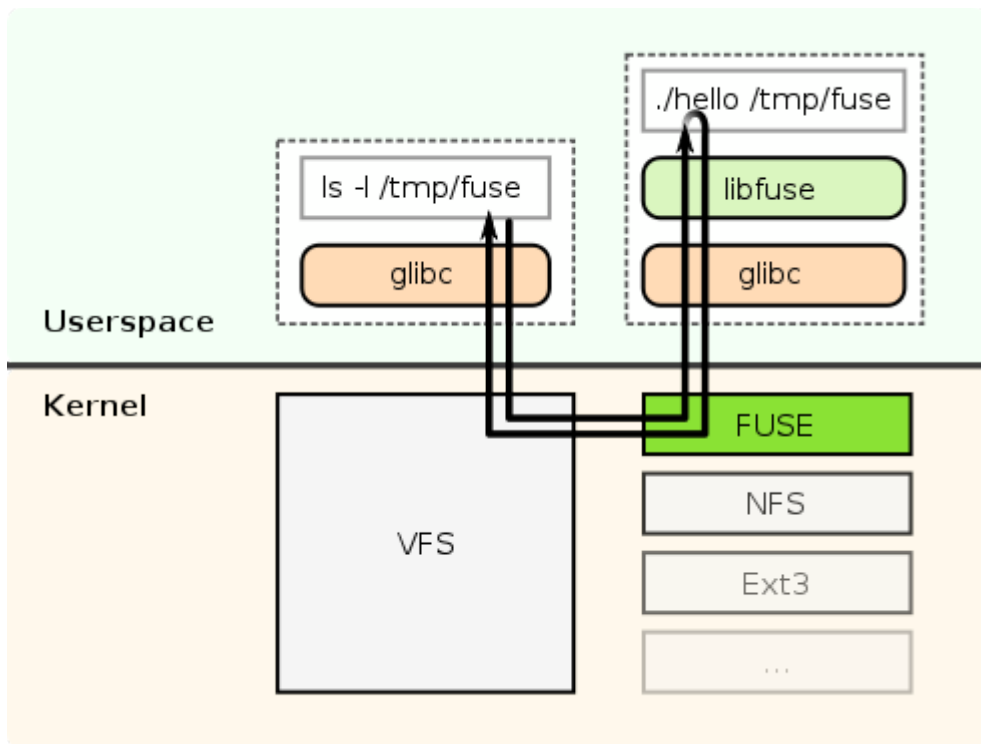 ./hello /tmp/fuse
ls -l /tmp/fuse
libfuse
glibc
glibc
Userspace
Kernel
FUSE
NFS
VFS
Ext3
...